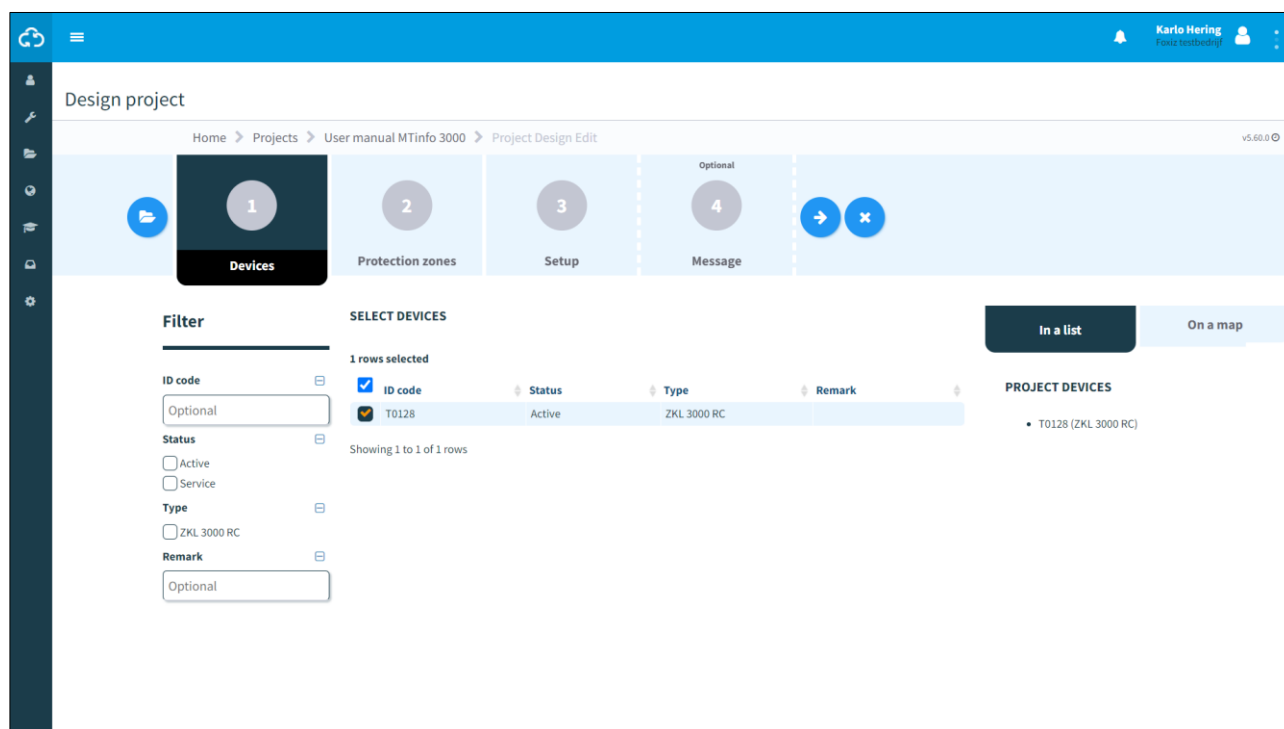 Karlo Hering
Foxiz testbedrijf
Design project
Home Projects User manual MTinfo 3000 Project Design Edit
v5.60.0
1
Devices
2
Protection zones
3
Setup
Optional
4
Message
Filter
ID code
Optional
Status
Active
Service
Type
ZKL 3000 RC
Remark
Optional
SELECT DEVICES
1 rows selected
ID code Status Type Remark
T0128 Active ZKL 3000 RC
Showing 1 to 1 of 1 rows
In a list
On a map
PROJECT DEVICES
• T0128 (ZKL 3000 RC)